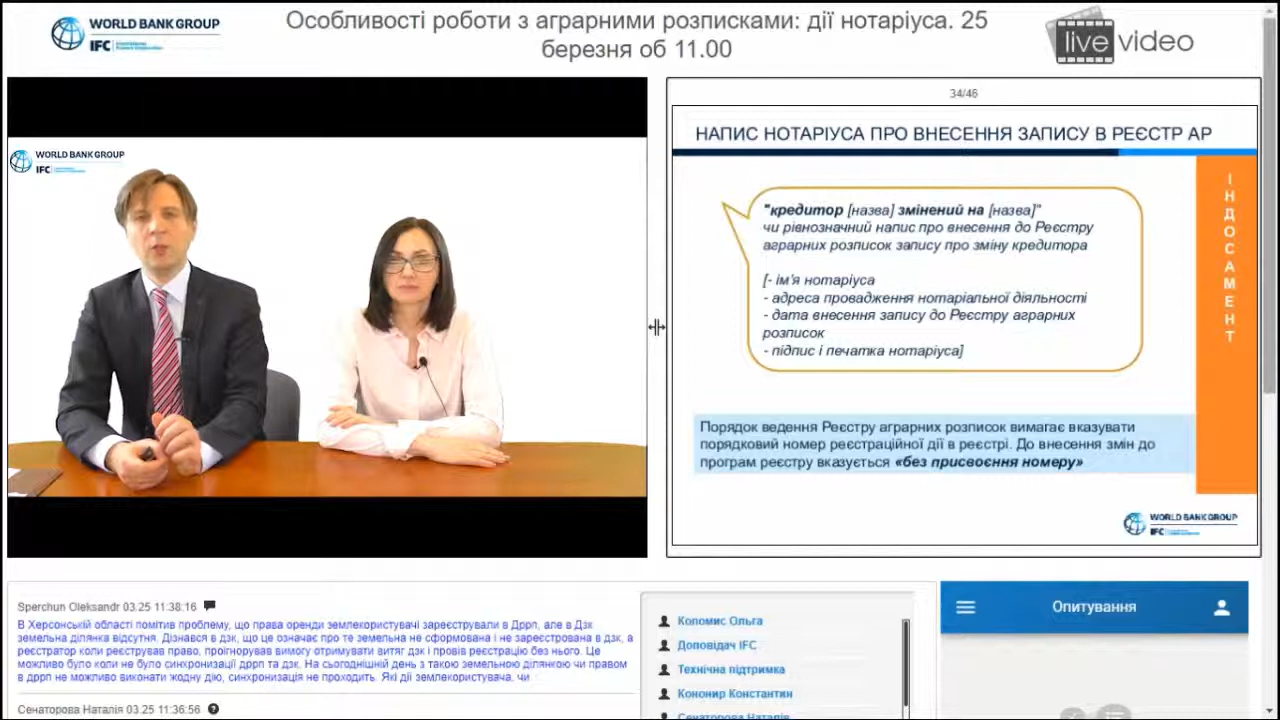 WORLD BANK GROUP
IFC
Особливості роботи з аграрними розписками: дії нотаріуса. 25
березня об 11.00
live video
WORLD BANK GROUP
IFC
34/46
НАПИС НОТАРІУСА ПРО ВНЕСЕННЯ ЗАПИСУ В РЕЄСТР АР
"кредитор [назва] змінений на [назва]"
чи рівнозначний напис про внесення до Реєстру
аграрних розписок запису про зміну кредитора
[- ім'я нотаріуса
- адреса провадження нотаріальної діяльності
- дата внесення запису до Реєстру аграрних
розписок
- підпис і печатка нотаріуса]
ІНДОСАМЕНТ
Порядок ведення Реєстру аграрних розписок вимагає вказувати
порядковий номер реєстраційної дії в реєстрі. До внесення змін до
програм реєстру вказується «без присвоєння номеру»
WORLD BANK GROUP
IFC
Sperchun Oleksandr 03.25 11:38:16
В Херсонській області помітив проблему, що права оренди землекористувачі зареєстрували в Дррп, але в Дзк
земельна ділянка відсутня. Дізнався в дзк, що це означає про те земельна не сформована і не зареєстрована в дзк, а
реєстратор коли реєстрував право, проігнорував вимогу отримувати витяг дзк і провів реєстрацію без нього. Це
можливо було коли не було синхронізації дррп та дзк. На сьогоднішній день з такою земельною ділянкою чи правом
в дррп не можливо виконати жодну дію, синхронізація не проходить. Які дії землекористувача, чи
Сенаторова Наталія 03.25 11:36:56
Коломис Ольга
Доповідач IFC
Технічна підтримка
Кононир Константин
Сенаторова Наталія
Опитування